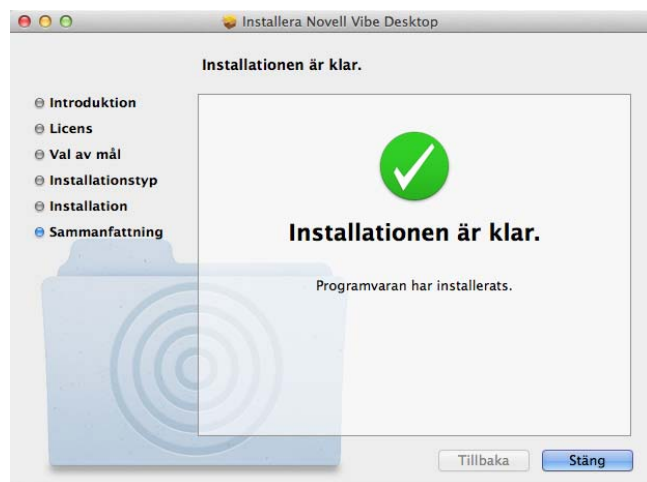 Installera Novell Vibe Desktop
Installationen är klar.
Introduktion
Licens
Val av mål
Installationstyp
Installation
Sammanfattning
Installationen är klar.
Programvaran har installerats.
Tillbaka
Stäng